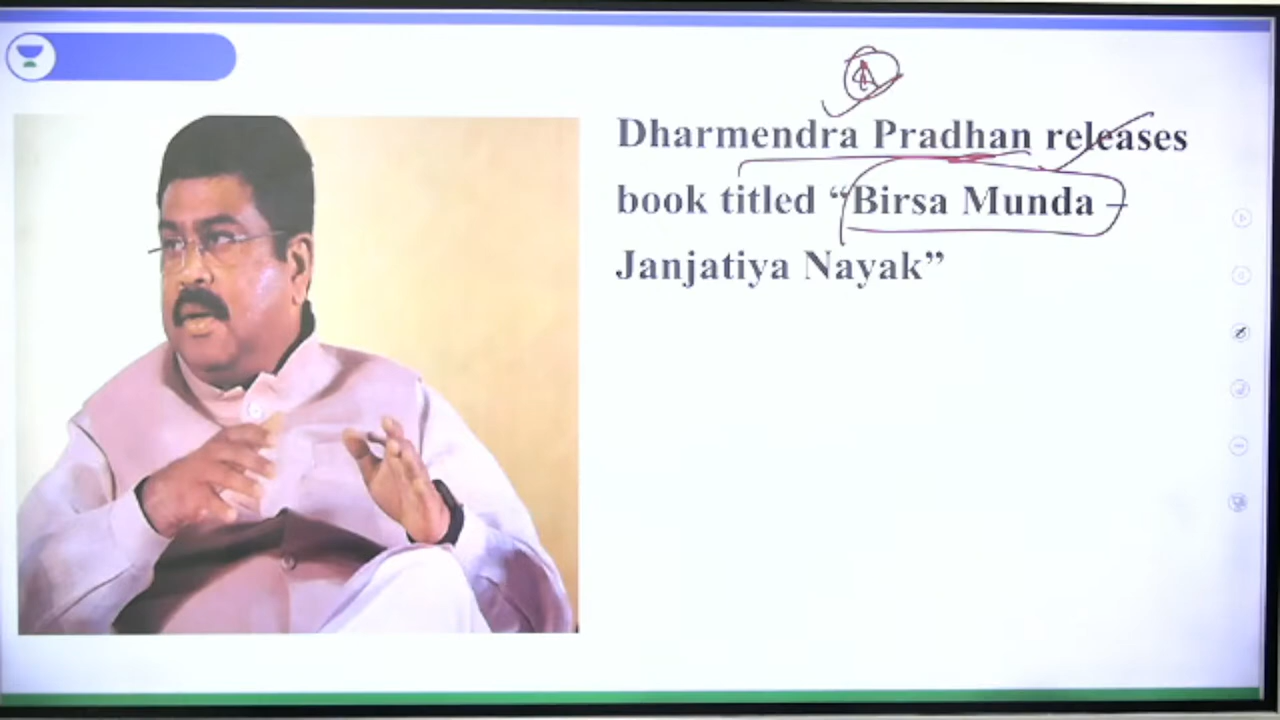 A
Dharmendra Pradhan releases
book titled “Birsa Munda –
Janjatiya Nayak”